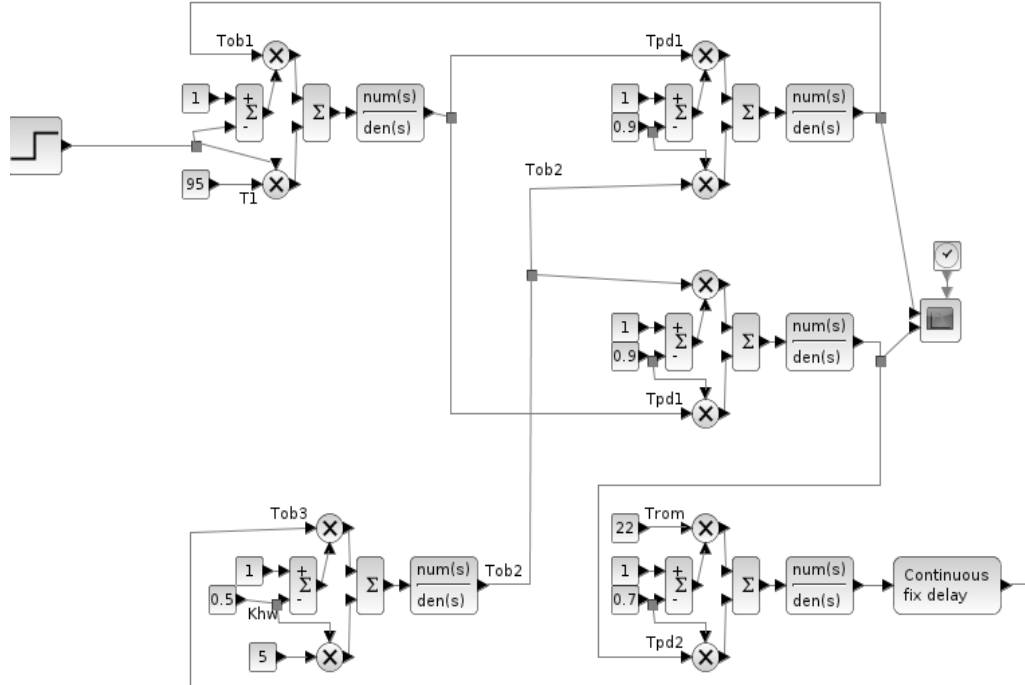 Tob1
Tpd1
1
+
Σ
-
Σ
num(s)
den(s)
1
+
0.9
Σ
-
Σ
num(s)
den(s)
95
T1
Tob2
1
+
0.9
Σ
-
Σ
num(s)
den(s)
Tpd1
Tob3
22
Trom
1
+
0.5
Σ
-
Khw
Σ
num(s)
den(s)
Tob2
1
+
0.7
Σ
-
Σ
num(s)
den(s)
Continuous
fix delay
5
Tpd2